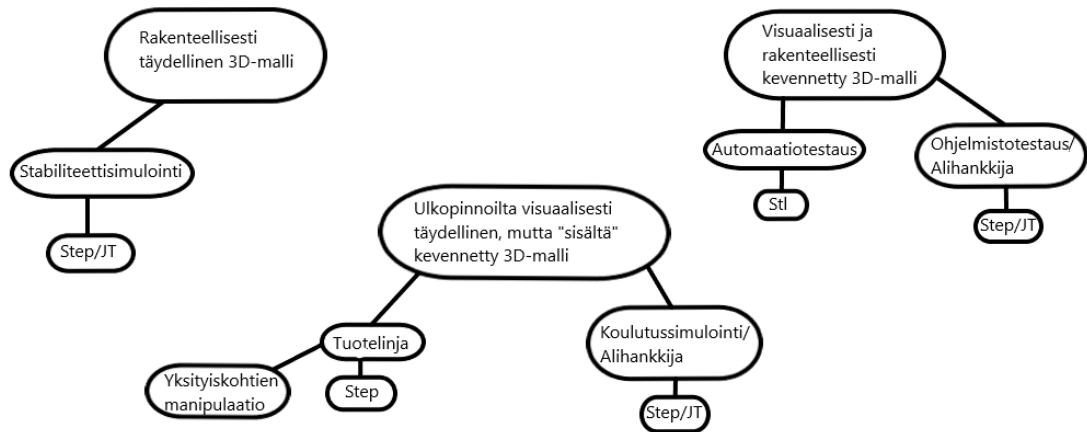 Rakenteellisesti
täydellinen 3D-malli
Stabiliteettisimulointi
Step/JT
Visuaalisesti ja
rakenteellisesti
kevennetty 3D-malli
Automaatiotestaus
Stl
Ohjelmistotestaus/
Alihankkija
Step/JT
Ulkopinnoilta visuaalisesti
täydellinen, mutta "sisältä"
kevennetty 3D-malli
Tuotelinja
Yksityiskohtien
manipulaatio
Step
Koulutussimulointi/
Alihankkija
Step/JT